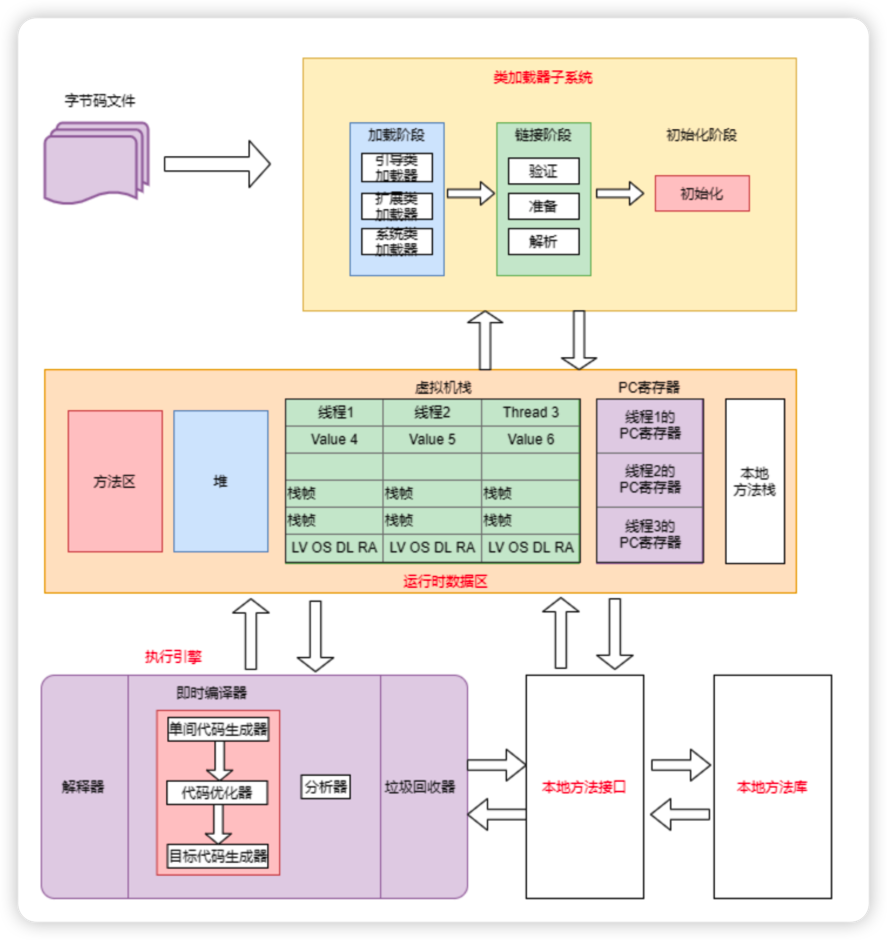 字节码文件
类加载器子系统
加载阶段
引导类
加载器
扩展类
加载器
系统类
加载器
链接阶段
验证
准备
解析
初始化阶段
初始化
方法区
堆
虚拟机栈
线程1 线程2 Thread 3
Value 4 Value 5 Value 6
栈帧 栈帧 栈帧
栈帧 栈帧 栈帧
LV OS DL RA LV OS DL RA LV OS DL RA
PC寄存器
线程1的
PC寄存器
线程2的
PC寄存器
线程3的
PC寄存器
本地
方法栈
运行时数据区
执行引擎
解释器
即时编译器
单间代码生成器
代码优化器
目标代码生成器
分析器
垃圾回收器
本地方法接口
本地方法库